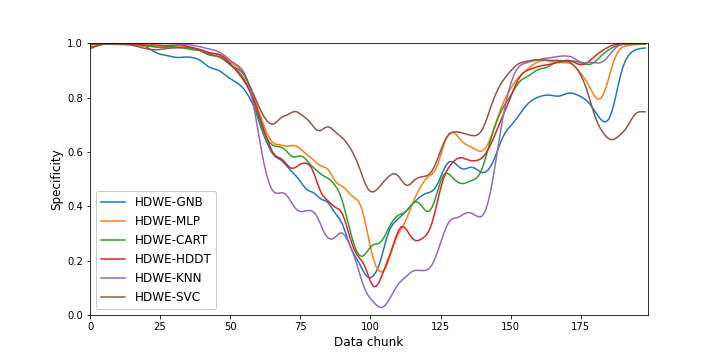 1.0
0.8
0.6
0.4
0.2
0.0
Specificity
HDWE-GNB
HDWE-MLP
HDWE-CART
HDWE-HDDT
HDWE-KNN
HDWE-SVC
0 25 50 75 100 125 150 175
Data chunk